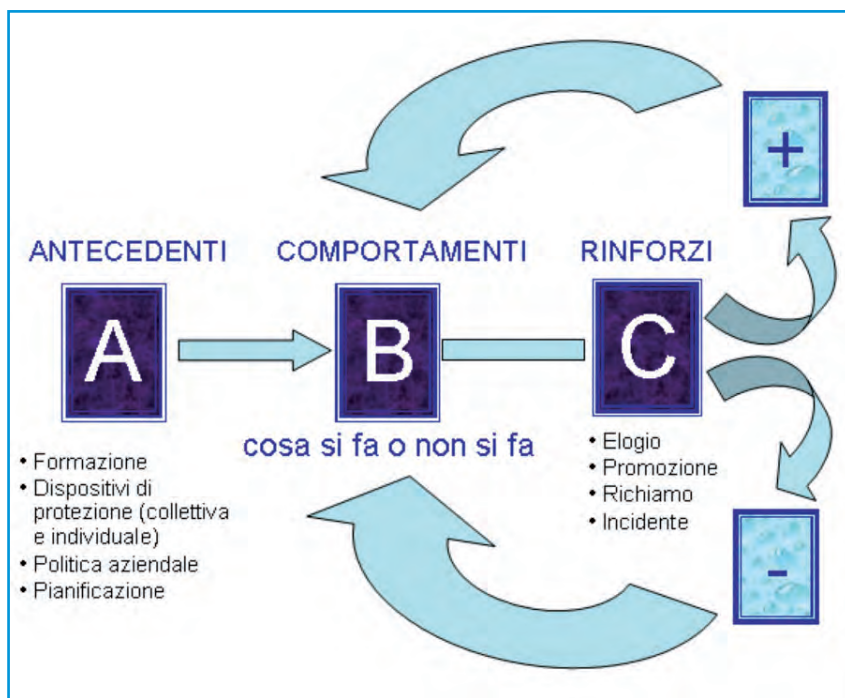 +
ANTECEDENTI
COMPORTAMENTI
RINFORZI
A
B
C
cosa si fa o non si fa
• Formazione
• Dispositivi di
protezione (collettiva
e individuale)
• Politica aziendale
• Pianificazione
• Elogio
• Promozione
• Richiamo
• Incidente
-